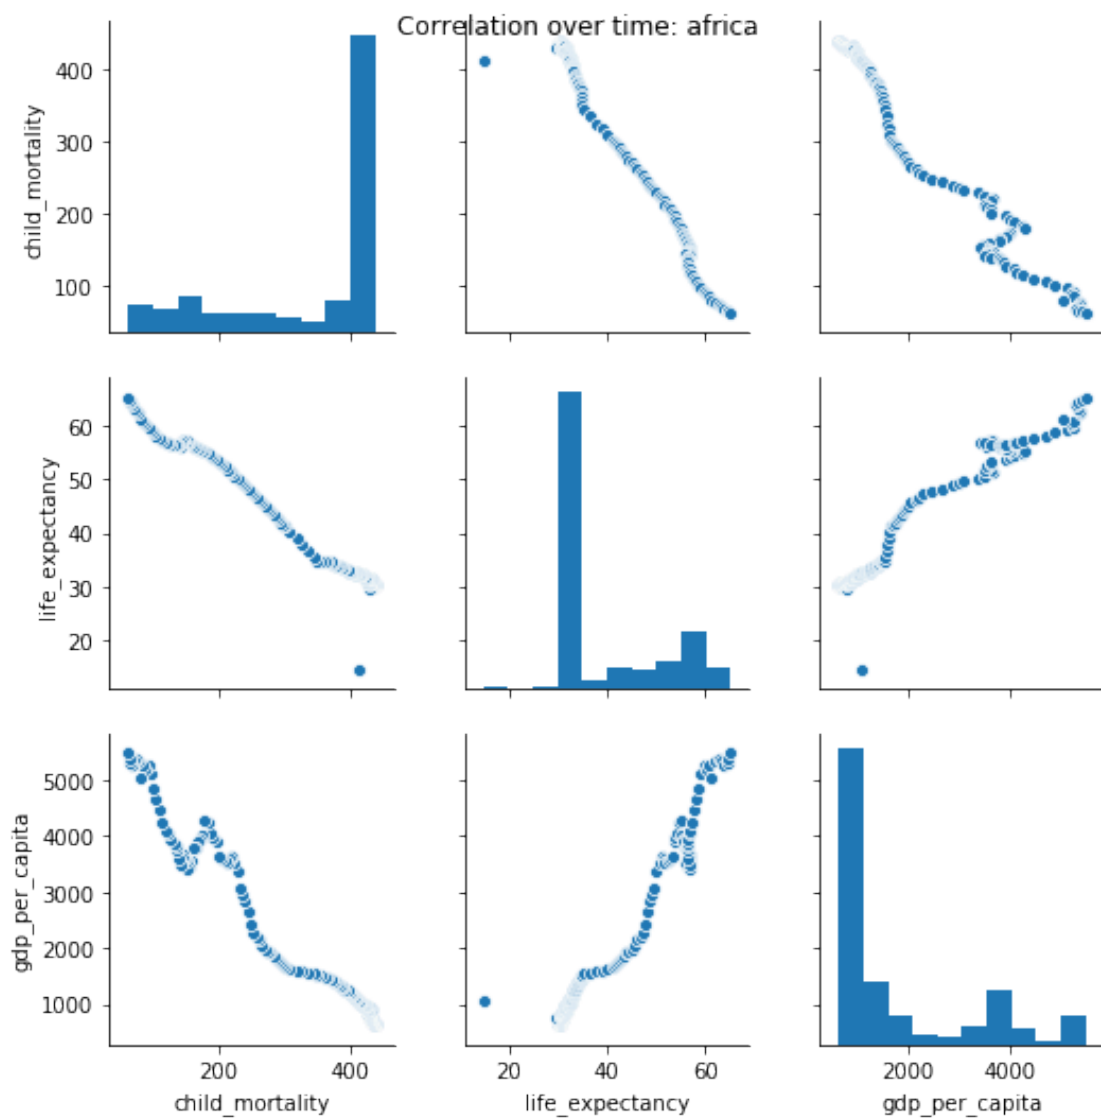 Correlation over time: africa
child_mortality
400
300
200
100
life_expectancy
60
50
40
30
20
gdp_per_capita
5000
4000
3000
2000
1000
200 400
20 40 60
2000 4000
child_mortality
life_expectancy
gdp_per_capita